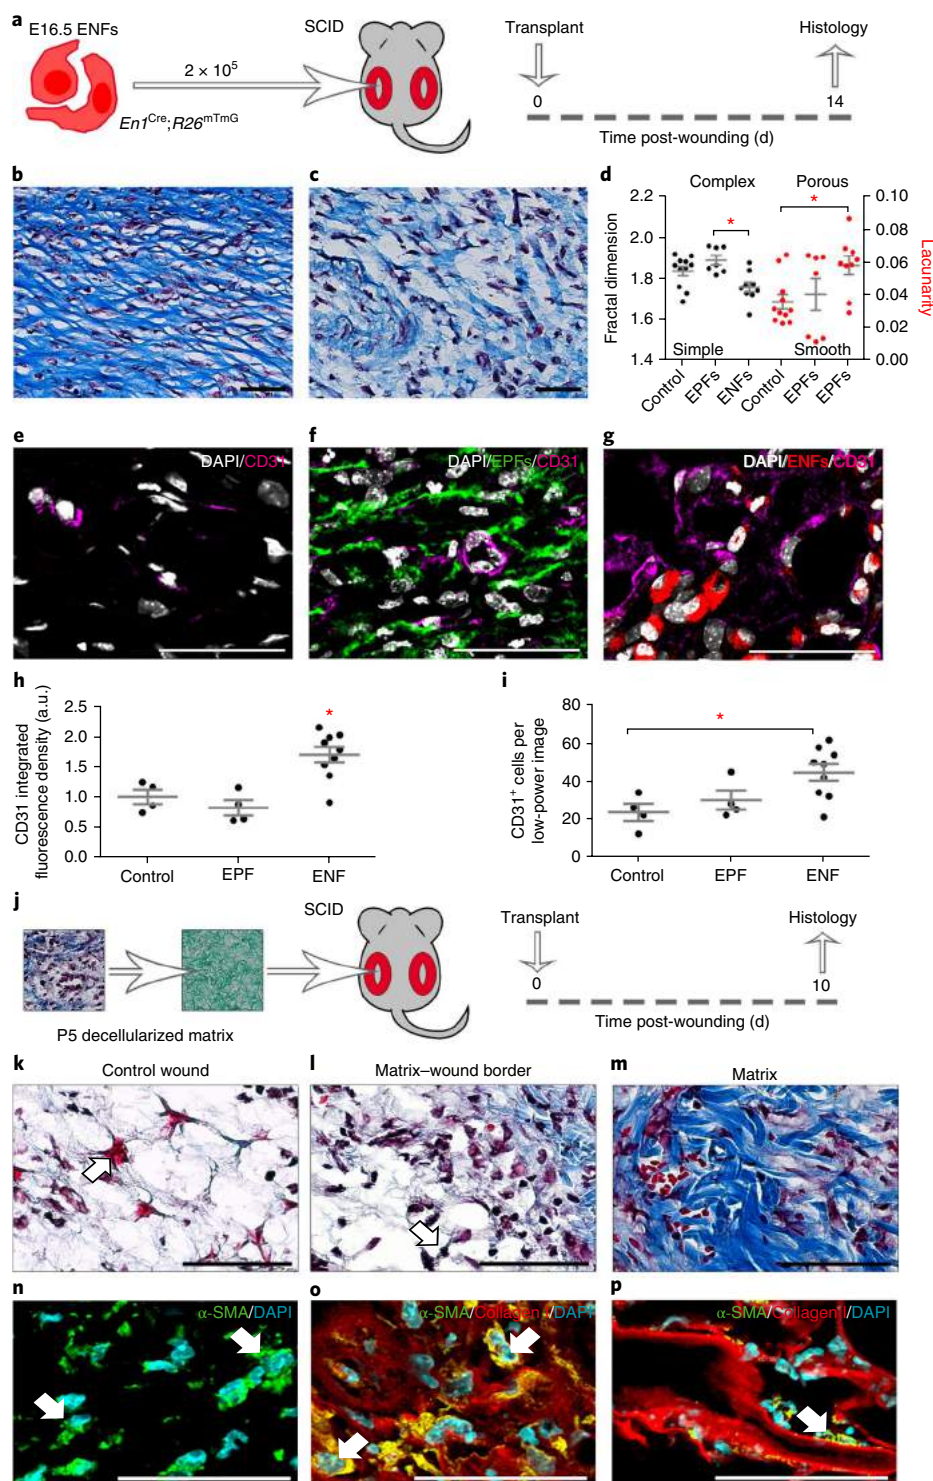 a
E16.5 ENFs
SCID
Transplant
Histology
2 × 10⁵
En1ᶜʳᵉ;R26ᵐᵀᵐᴳ
0
14
Time post-wounding (d)
b
c
d
Complex
Porous
2.2
2.0
1.8
1.6
1.4
Fractal dimension
*
*
0.10
0.08
0.06
0.04
0.02
0.00
Lacunarity
Simple
Smooth
Control
EPFs
ENFs
Control
EPFs
EPFs
e
DAPI/CD31
f
DAPI/EPFs/CD31
g
DAPI/ENFs/CD31
h
CD31 integrated
fluorescence density (a.u.)
2.5
2.0
1.5
1.0
0.5
0.0
*
Control
EPF
ENF
i
CD31⁺ cells per
low-power image
80
60
40
20
0
*
Control
EPF
ENF
j
SCID
Transplant
Histology
0
10
Time post-wounding (d)
P5 decellularized matrix
k
Control wound
l
Matrix–wound border
m
Matrix
n
α-SMA/DAPI
o
α-SMA/Collagen I/DAPI
p
α-SMA/Collagen I/DAPI